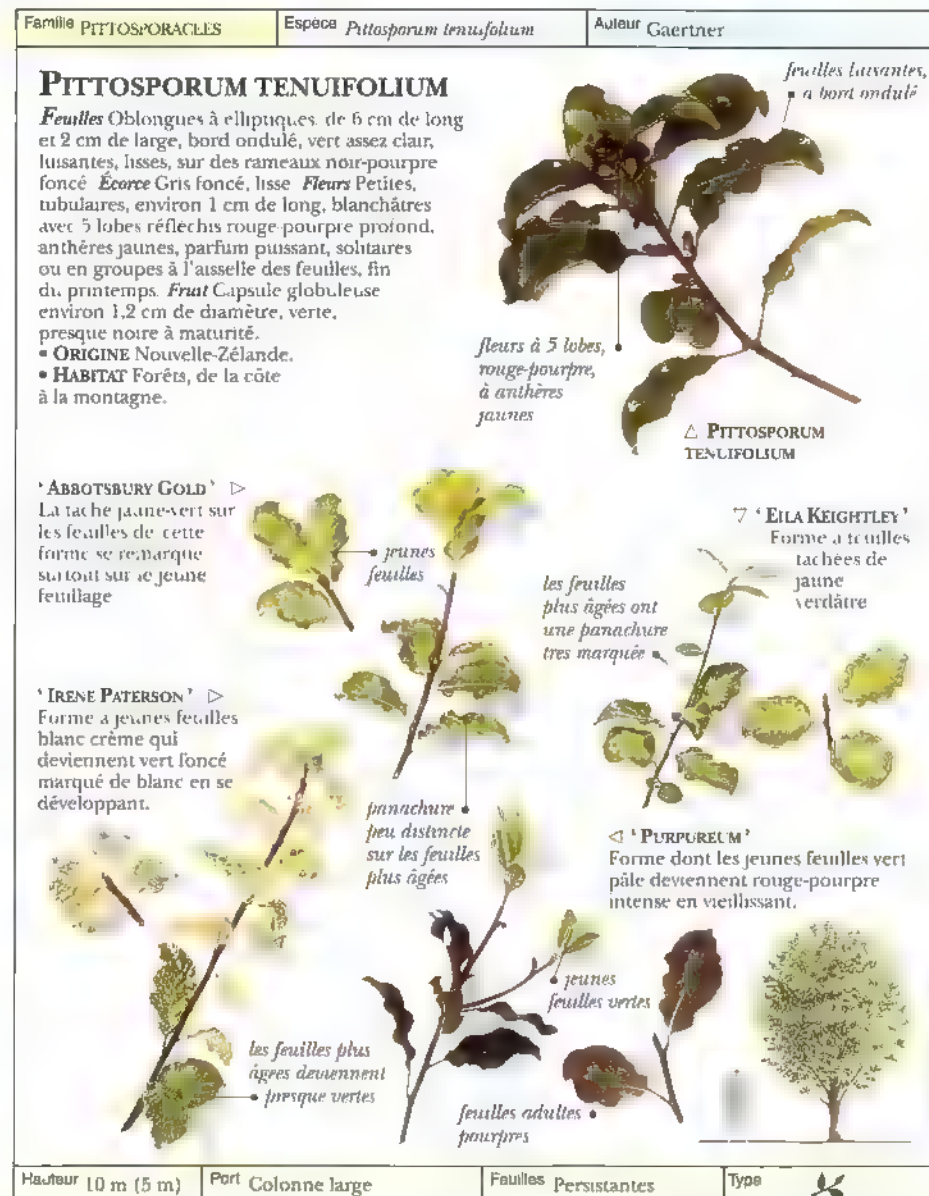 Famille PITTOSPORACLES
Espèce Pittosporum tenuifolium
Auteur Gaertner
PITTOSPORUM TENUIFOLIUM
Feuilles Oblongues à elliptiques, de 6 cm de long
et 2 cm de large, bord ondulé, vert assez clair,
luisantes, lisses, sur des rameaux noir-pourpre
foncé Écorce Gris foncé, lisse Fleurs Petites,
tubulaires, environ 1 cm de long, blanchâtres
avec 5 lobes réfléchis rouge-pourpre profond,
anthères jaunes, parfum puissant, solitaires
ou en groupes à l'aisselle des feuilles, fin
du printemps. Fruit Capsule globuleuse
environ 1,2 cm de diamètre, verte,
presque noire à maturité.
• ORIGINE Nouvelle-Zélande.
• HABITAT Forêts, de la côte
à la montagne.
feuilles luisantes,
a bord ondulé
fleurs à 5 lobes,
rouge-pourpre,
à anthères
jaunes
△ PITTOSPORUM
TENUIFOLIUM
'ABBOTSBURY GOLD' ▷
La tache jaune-vert sur
les feuilles de cette
forme se remarque
surtout sur le jeune
feuillage
jeunes
feuilles
▽ 'EILA KEIGHTLEY'
Forme a feuilles
tachées de
jaune
verdâtre
les feuilles
plus âgées ont
une panachure
tres marquée
'IRENE PATERSON' ▷
Forme a jeunes feuilles
blanc crème qui
deviennent vert foncé
marqué de blanc en se
développant.
panachure
peu distincte
sur les feuilles
plus âgées
◁ 'PURPUREUM'
Forme dont les jeunes feuilles vert
pâle deviennent rouge-pourpre
intense en vieillissant.
jeunes
feuilles vertes
les feuilles plus
âgées deviennent
presque vertes
feuilles adultes
pourpres
Hauteur 10 m (5 m)
Port Colonne large
Feuilles Persistantes
Type